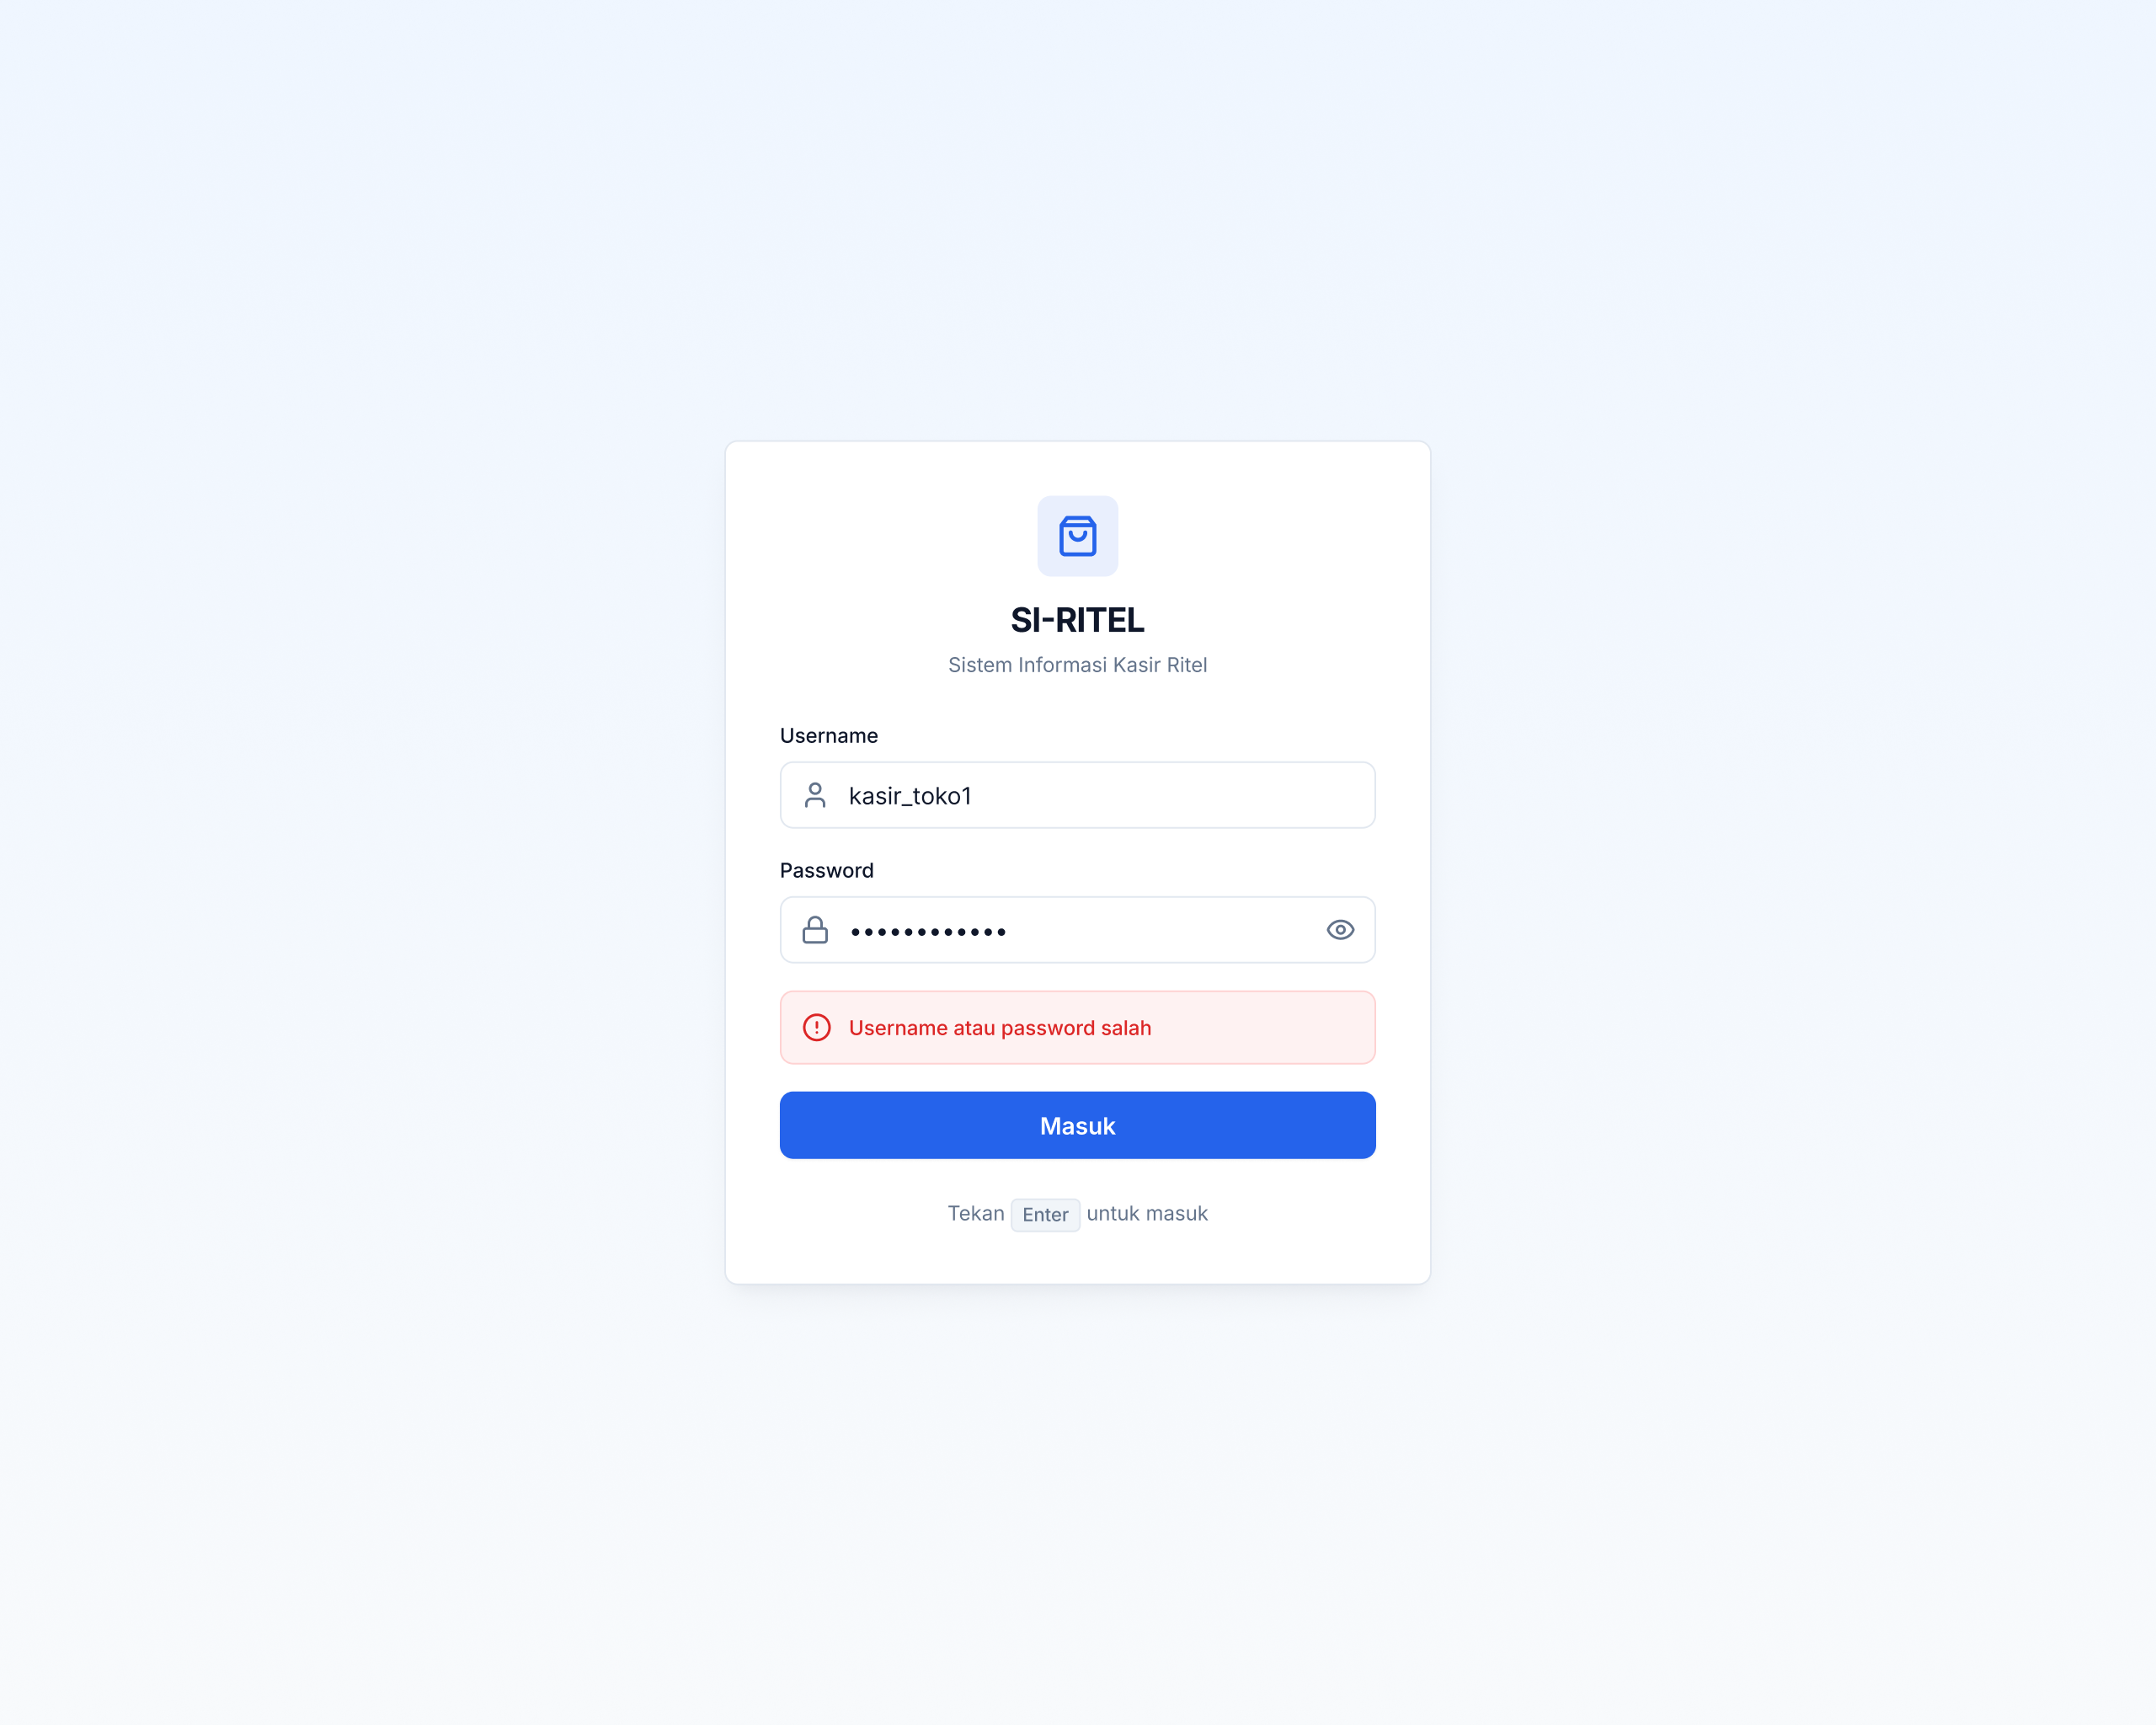 SI-RITEL
Sistem Informasi Kasir Ritel
Username
kasir_toko1
Password
••••••••••••
Username atau password salah
Masuk
Tekan Enter untuk masuk